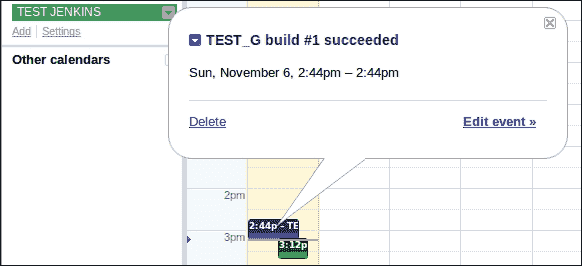 TEST JENKINS
Add Settings
Other calendars
TEST_G build #1 succeeded
Sun, November 6, 2:44pm – 2:44pm
Delete
Edit event »
2pm
2:44p – TE
3pm
3:12p